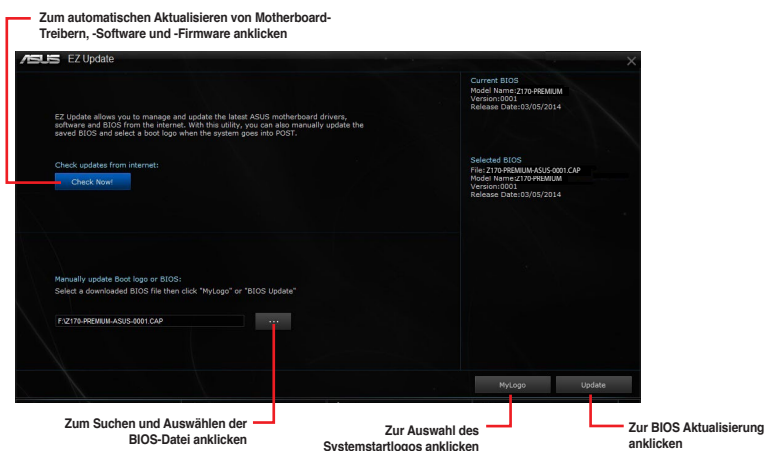 Zum automatischen Aktualisieren von Motherboard-
Treibern, -Software und -Firmware anklicken
ASUS EZ Update
EZ Update allows you to manage and update the latest ASUS motherboard drivers,
software and BIOS from the internet. With this utility, you can also manually update the
saved BIOS and select a boot logo when the system goes into POST.
Check updates from internet:
Check Now!
Manually update Boot logo or BIOS:
Select a downloaded BIOS file then click "MyLogo" or "BIOS Update"
F:\Z170-PREMIUM-ASUS-0001.CAP
...
Current BIOS
Model Name:Z170-PREMIUM
Version:0001
Release Date:03/05/2014
Selected BIOS
File:Z170-PREMIUM-ASUS-0001.CAP
Model Name:Z170-PREMIUM
Version:0001
Release Date:03/05/2014
MyLogo
Update
Zum Suchen und Auswählen der
BIOS-Datei anklicken
Zur Auswahl des
Systemstartlogos anklicken
Zur BIOS Aktualisierung
anklicken